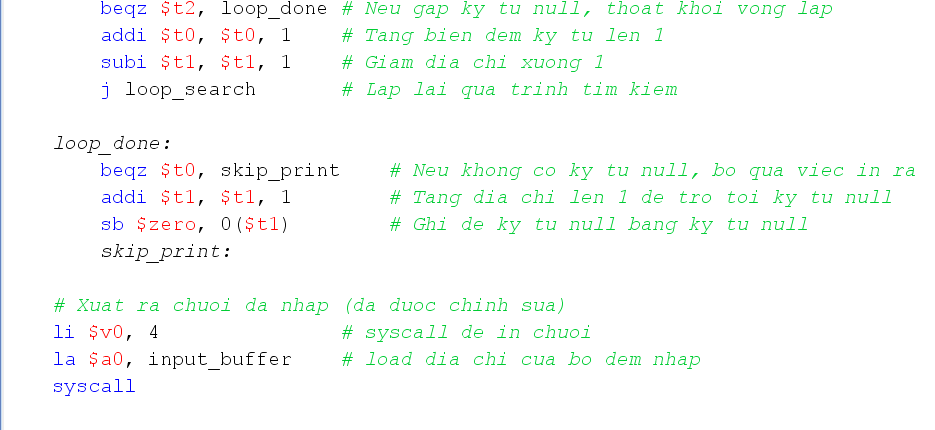 beqz $t2, loop_done # Neu gap ky tu null, thoat khoi vong lap
addi $t0, $t0, 1 # Tang bien dem ky tu len 1
subi $t1, $t1, 1 # Giam dia chi xuong 1
j loop_search # Lap lai qua trinh tim kiem
loop_done:
beqz $t0, skip_print # Neu khong co ky tu null, bo qua viec in ra
addi $t1, $t1, 1 # Tang dia chi len 1 de tro toi ky tu null
sb $zero, 0($t1) # Ghi de ky tu null bang ky tu null
skip_print:
# Xuat ra chuoi da nhap (da duoc chinh sua)
li $v0, 4 # syscall de in chuoi
la $a0, input_buffer # load dia chi cua bo dem nhap
syscall